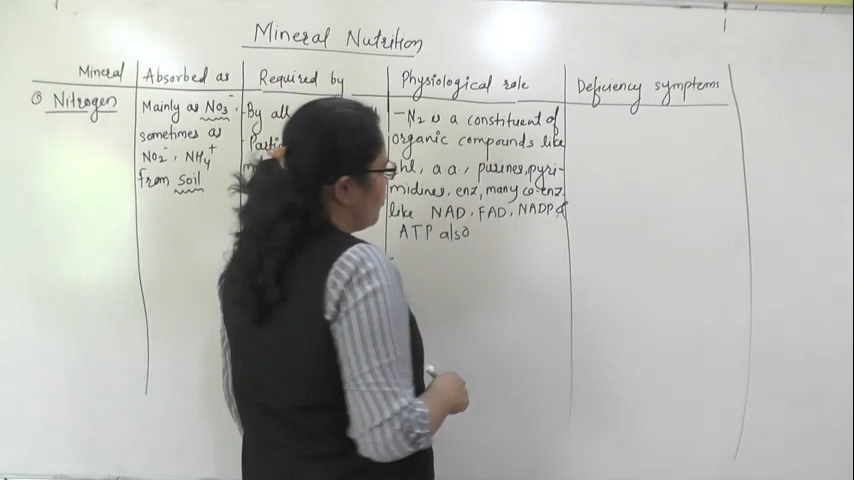 Mineral Nutrition
Mineral
Absorbed as
Required by
Physiological role
Deficiency symptoms
① Nitrogen
Mainly as NO3⁻,
sometimes as
NO2⁻, NH4⁺
from soil
- By all
- N2 is a constituent of
organic compounds like
chl, a.a., purines, pyri-
midines, enz, many co-enz.
like NAD, FAD, NADP &
ATP also
-